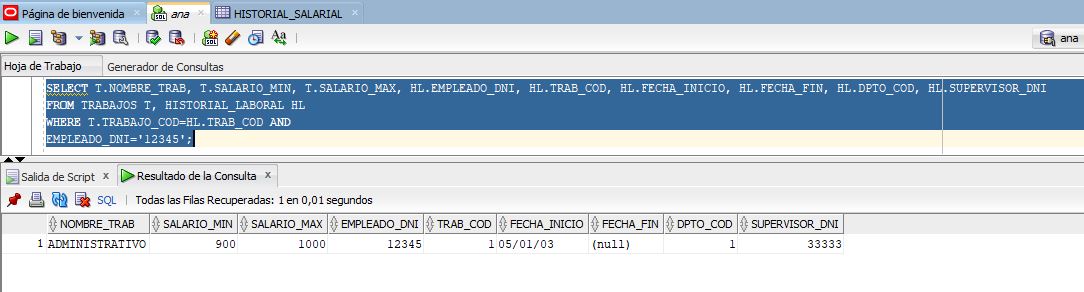 Página de bienvenida ana HISTORIAL_SALARIAL
SQL Aa ana
Hoja de Trabajo Generador de Consultas
SELECT T.NOMBRE_TRAB, T.SALARIO_MIN, T.SALARIO_MAX, HL.EMPLEADO_DNI, HL.TRAB_COD, HL.FECHA_INICIO, HL.FECHA_FIN, HL.DPTO_COD, HL.SUPERVISOR_DNI
FROM TRABAJOS T, HISTORIAL_LABORAL HL
WHERE T.TRABAJO_COD=HL.TRAB_COD AND
EMPLEADO_DNI='12345';
Salida de Script x Resultado de la Consulta x
SQL | Todas las Filas Recuperadas: 1 en 0,01 segundos
NOMBRE_TRAB SALARIO_MIN SALARIO_MAX EMPLEADO_DNI TRAB_COD FECHA_INICIO FECHA_FIN DPTO_COD SUPERVISOR_DNI
1 ADMINISTRATIVO 900 1000 12345 1 05/01/03 (null) 1 33333